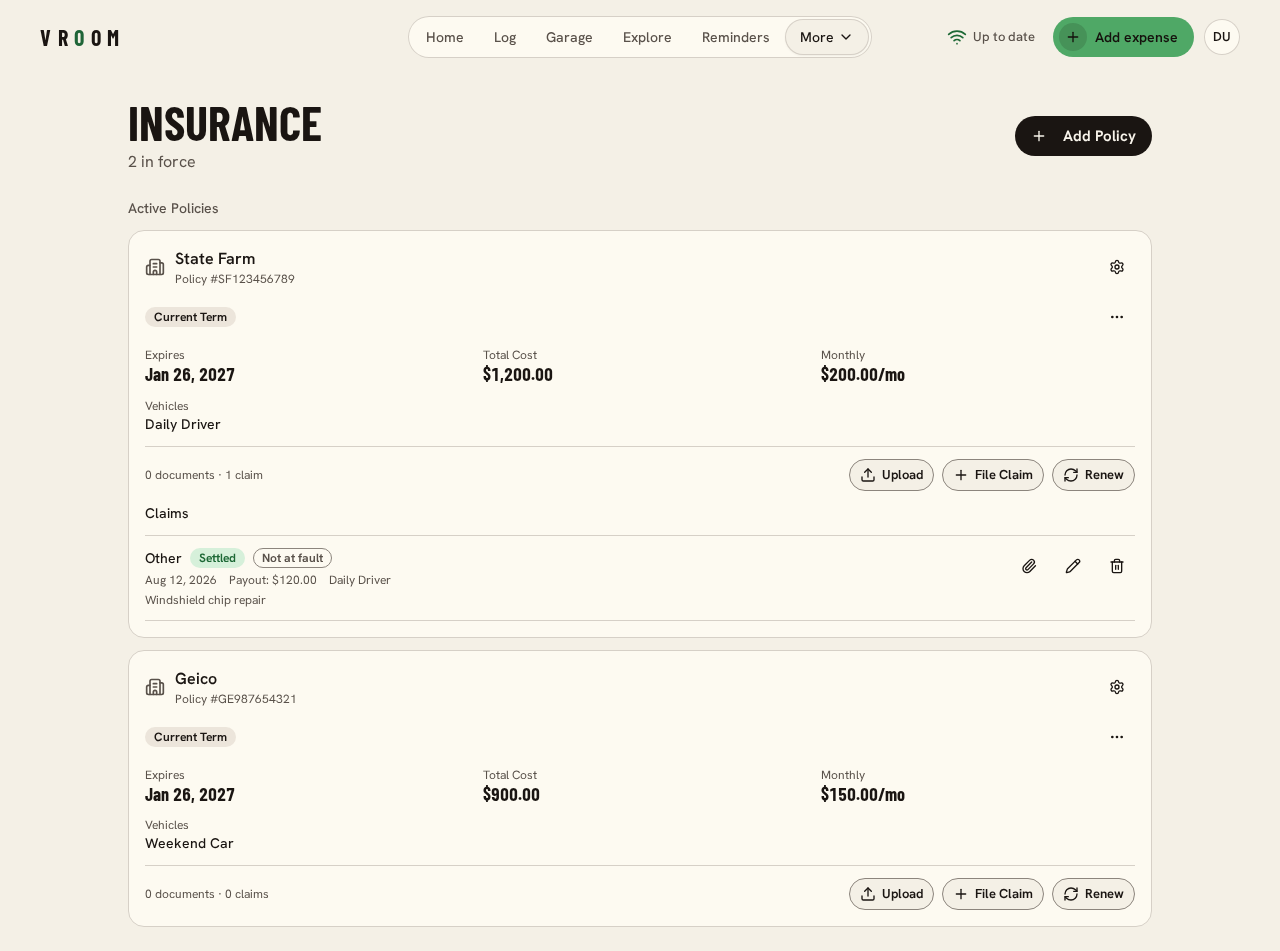 VROOM
Home Log Garage Explore Reminders More
Up to date
Add expense
DU
INSURANCE
2 in force
Add Policy
Active Policies
State Farm
Policy #SF123456789
Current Term
Expires Total Cost Monthly
Jan 26, 2027 $1,200.00 $200.00/mo
Vehicles
Daily Driver
0 documents · 1 claim Upload File Claim Renew
Claims
Other Settled Not at fault
Aug 12, 2026 Payout: $120.00 Daily Driver
Windshield chip repair
Geico
Policy #GE987654321
Current Term
Expires Total Cost Monthly
Jan 26, 2027 $900.00 $150.00/mo
Vehicles
Weekend Car
0 documents · 0 claims Upload File Claim Renew